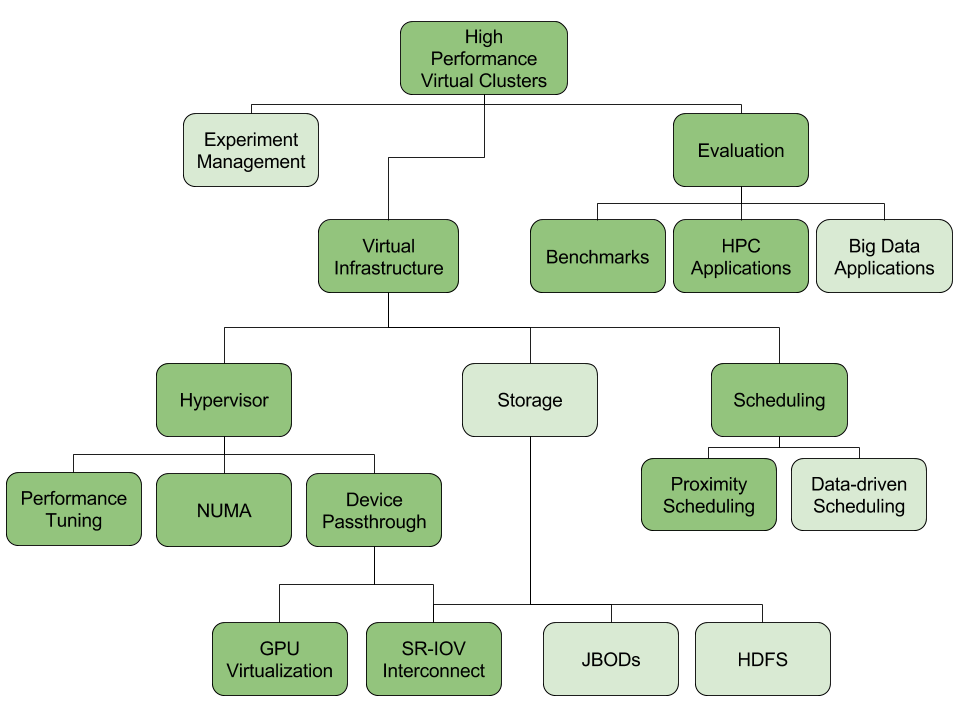 High
Performance
Virtual Clusters
Experiment
Management
Evaluation
Virtual
Infrastructure
Benchmarks
HPC
Applications
Big Data
Applications
Hypervisor
Storage
Scheduling
Performance
Tuning
NUMA
Device
Passthrough
Proximity
Scheduling
Data-driven
Scheduling
GPU
Virtualization
SR-IOV
Interconnect
JBODs
HDFS